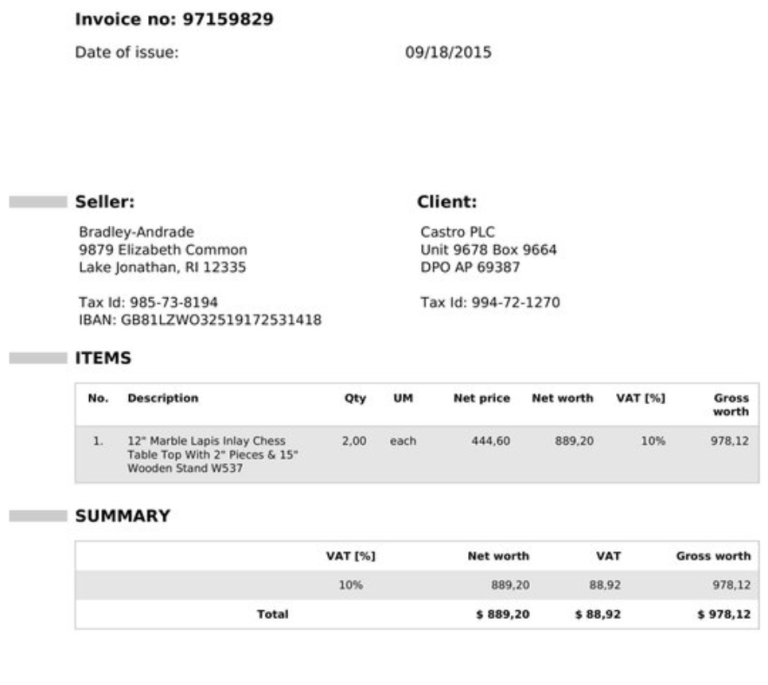 Invoice no: 97159829
Date of issue: 09/18/2015
Seller: Client:
Bradley-Andrade Castro PLC
9879 Elizabeth Common Unit 9678 Box 9664
Lake Jonathan, RI 12335 DPO AP 69387
Tax Id: 985-73-8194 Tax Id: 994-72-1270
IBAN: GB81LZWO32519172531418
ITEMS
No. Description Qty UM Net price Net worth VAT [%] Gross worth
1. 12" Marble Lapis Inlay Chess 2,00 each 444,60 889,20 10% 978,12
Table Top With 2" Pieces & 15"
Wooden Stand W537
SUMMARY
VAT [%] Net worth VAT Gross worth
10% 889,20 88,92 978,12
Total $ 889,20 $ 88,92 $ 978,12